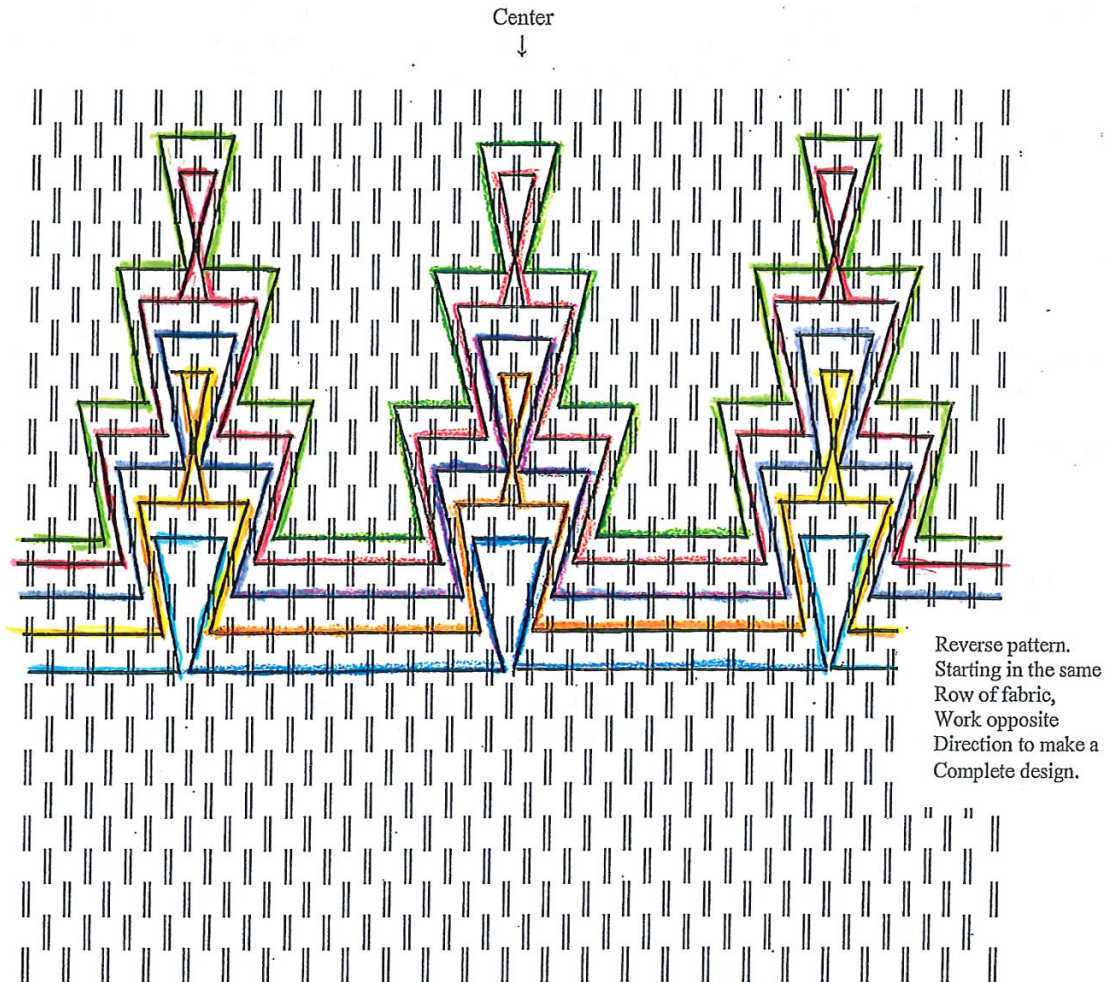 Center
Reverse pattern.
Starting in the same
Row of fabric,
Work opposite
Direction to make a
Complete design.